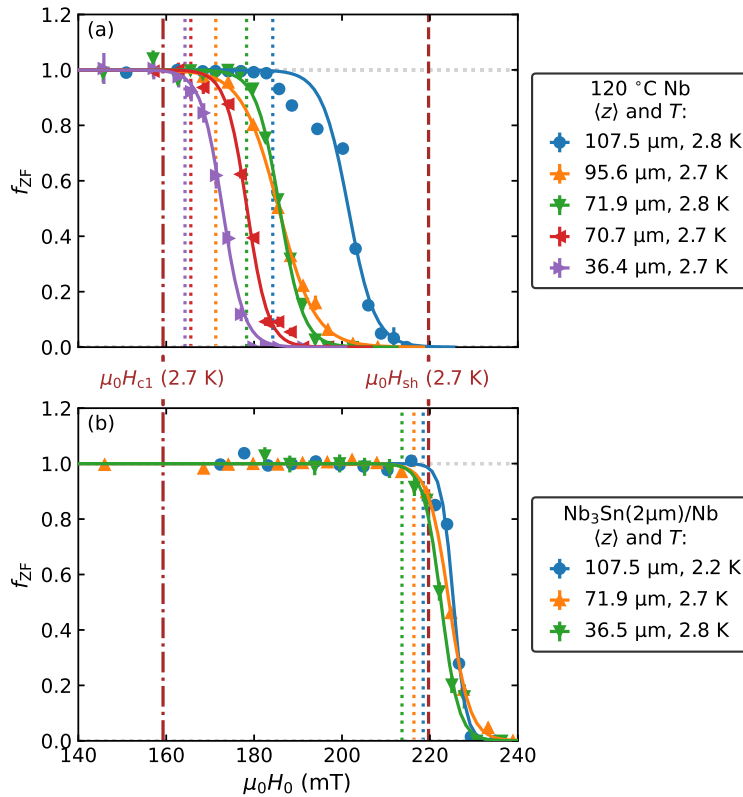 (a)
1.2
1.0
0.8
0.6
0.4
0.2
0.0
f_ZF
120 °C Nb
⟨z⟩ and T:
107.5 µm, 2.8 K
95.6 µm, 2.7 K
71.9 µm, 2.8 K
70.7 µm, 2.7 K
36.4 µm, 2.7 K
µ₀H_c1 (2.7 K)
µ₀H_sh (2.7 K)
(b)
1.2
1.0
0.8
0.6
0.4
0.2
0.0
f_ZF
Nb₃Sn(2µm)/Nb
⟨z⟩ and T:
107.5 µm, 2.2 K
71.9 µm, 2.7 K
36.5 µm, 2.8 K
140 160 180 200 220 240
µ₀H₀ (mT)